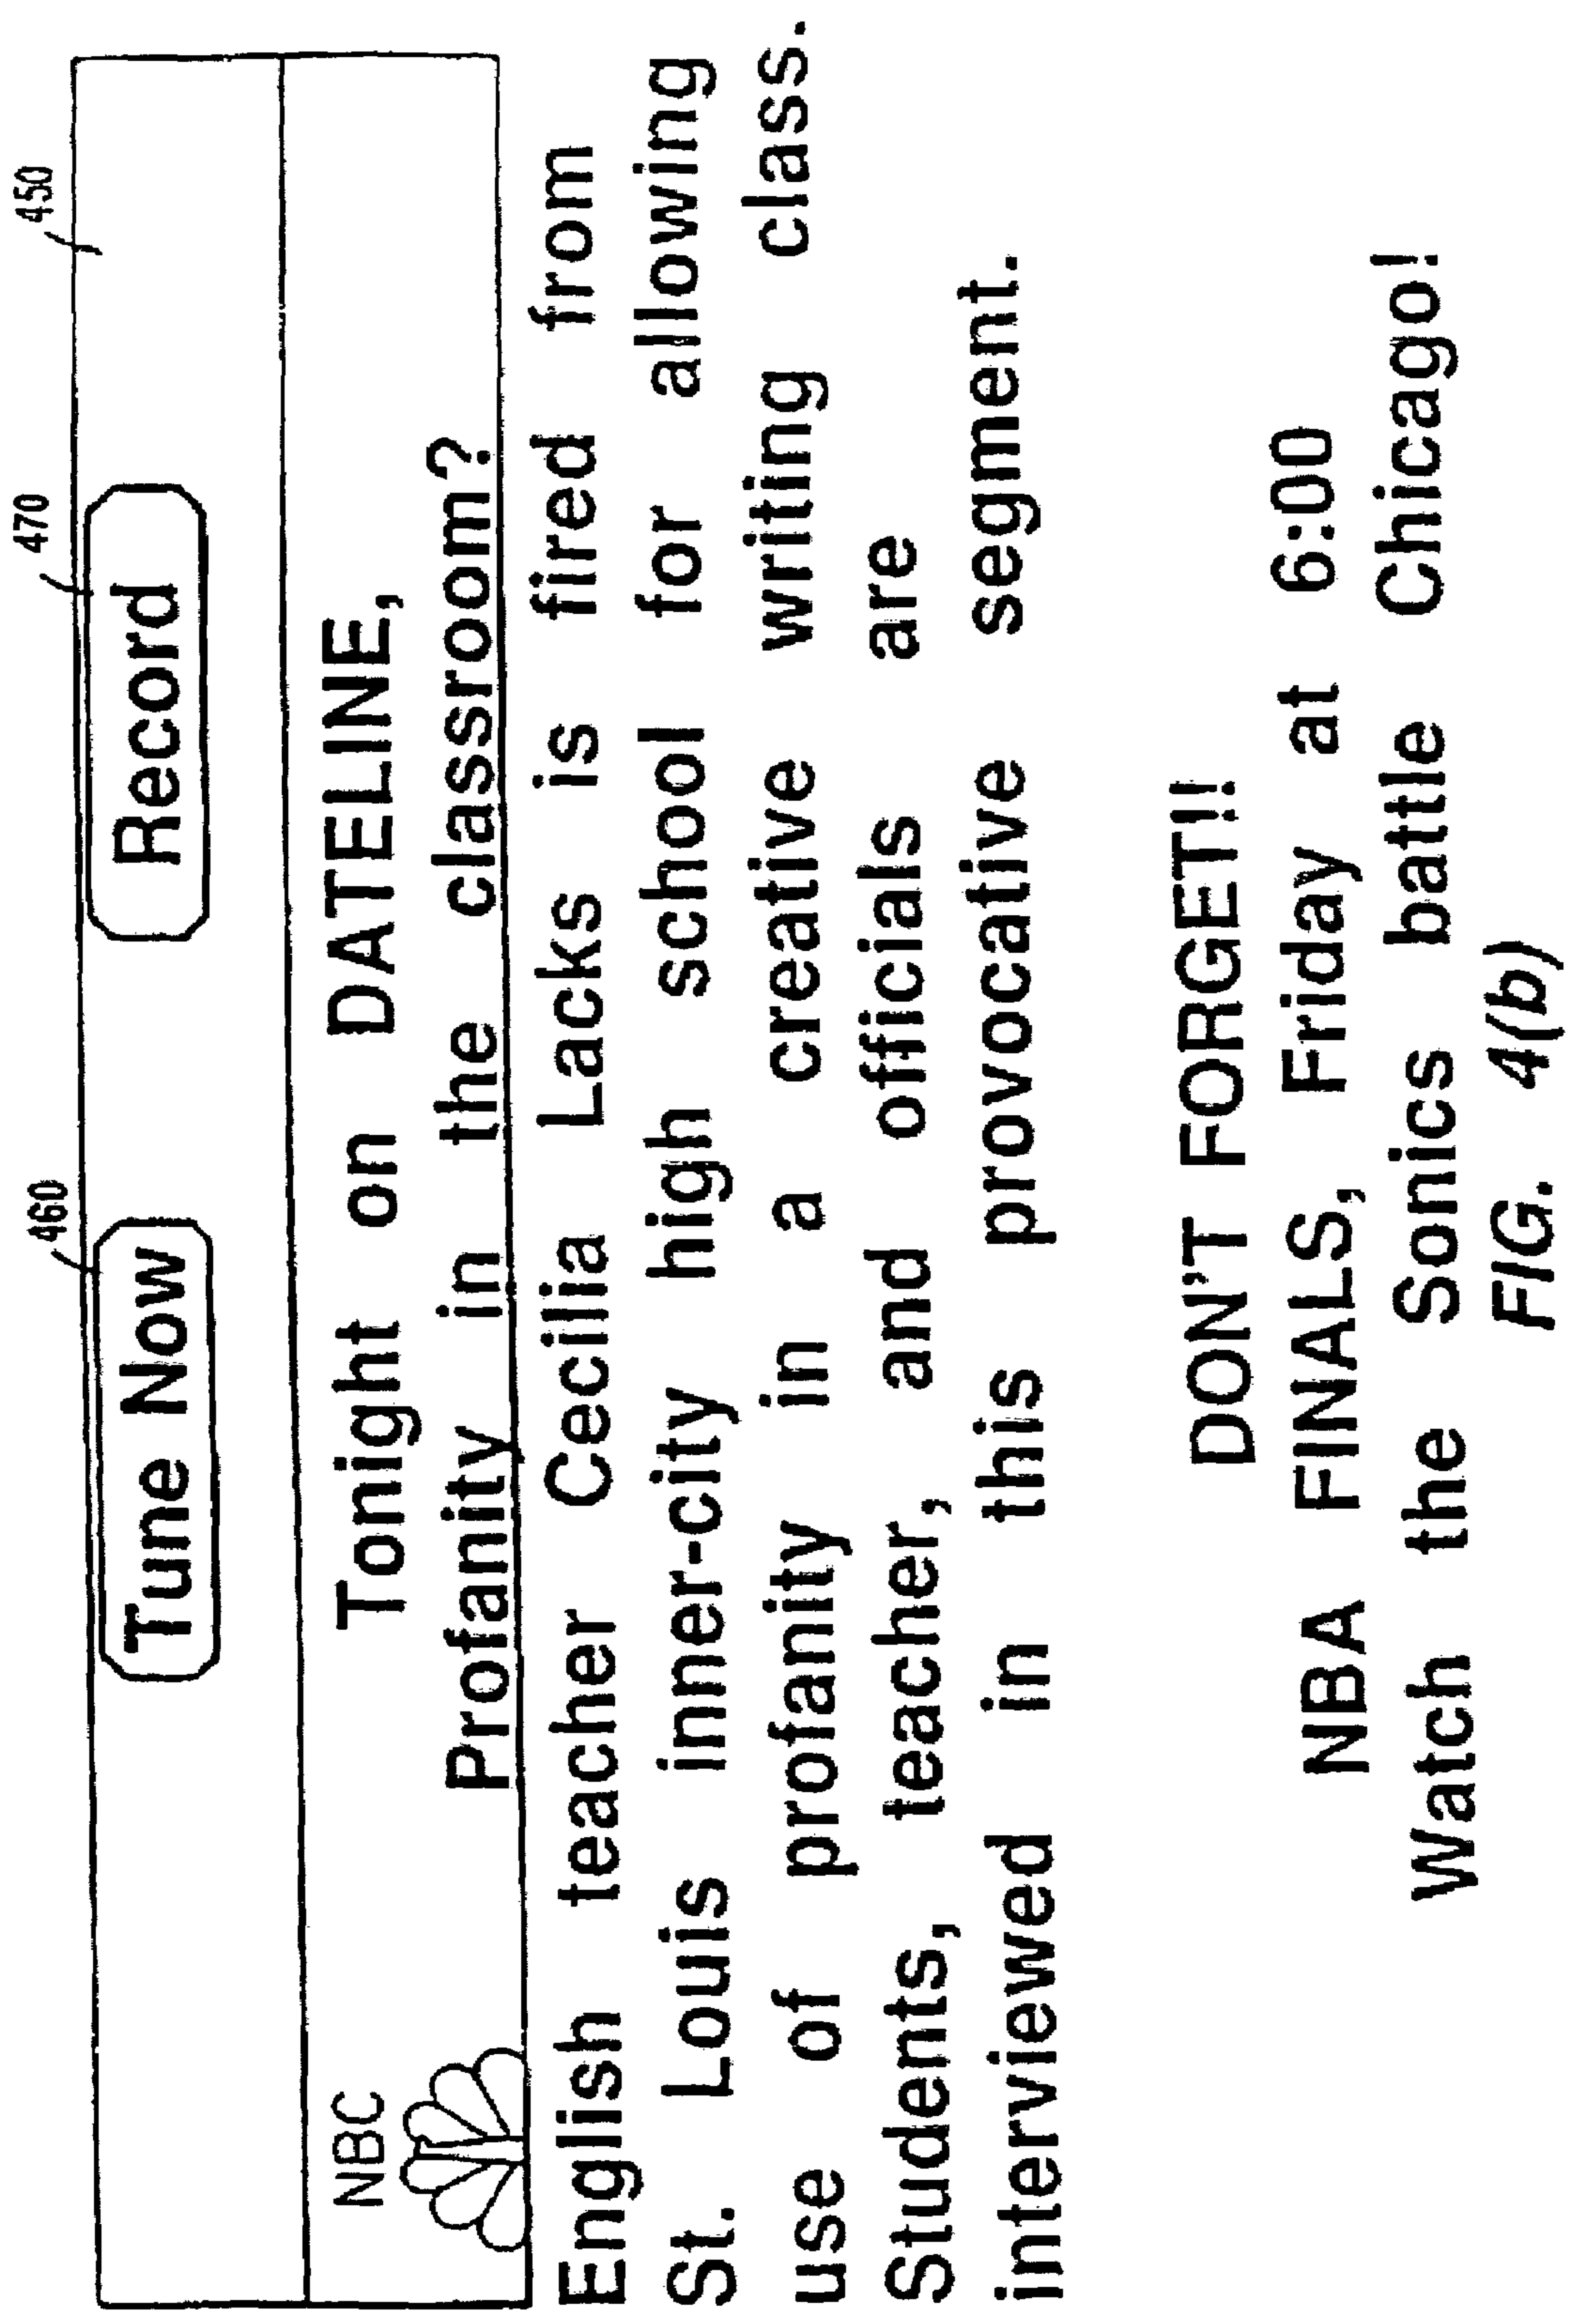 450
470
460
Tune Now Record
NBC
Tonight on DATELINE,
Profanity in the classroom?
English teacher Cecilia Lacks is fired from
St. Louis inner-city high school for allowing
use of profanity in a creative writing class.
Students, teacher, and officials are
interviewed in this provocative segment.
DON'T FORGET!!
NBA FINALS, Friday at 6:00
Watch the Sonics battle Chicago!
FIG. 4(b)